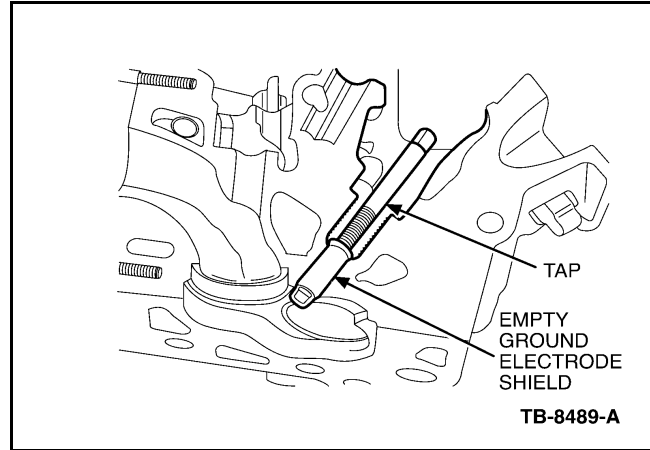 TAP
EMPTY
GROUND
ELECTRODE
SHIELD
TB-8489-A